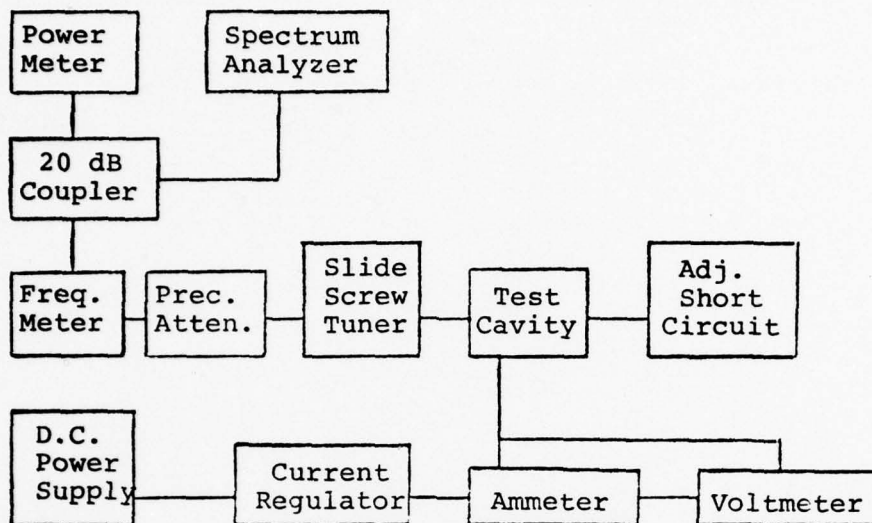 Power
Meter
Spectrum
Analyzer
20 dB
Coupler
Freq.
Meter
Prec.
Atten.
Slide
Screw
Tuner
Test
Cavity
Adj.
Short
Circuit
D.C.
Power
Supply
Current
Regulator
Ammeter
Voltmeter